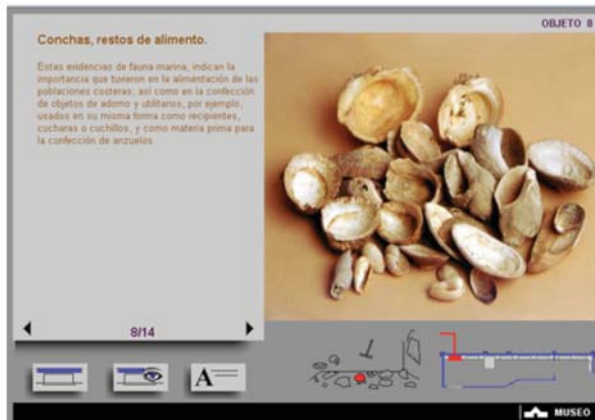 OBJETO 8
Conchas, restos de alimento.
Estas evidencias de fauna marina, indican la
importancia que tuvieron en la alimentación de las
poblaciones costeras, así como en la confección
de objetos de adorno y utilitarios, por ejemplo,
usados en su misma forma como recipientes,
cucharas o cuchillos, y como materia prima para
la confección de anzuelos
8/14
A
MUSEO